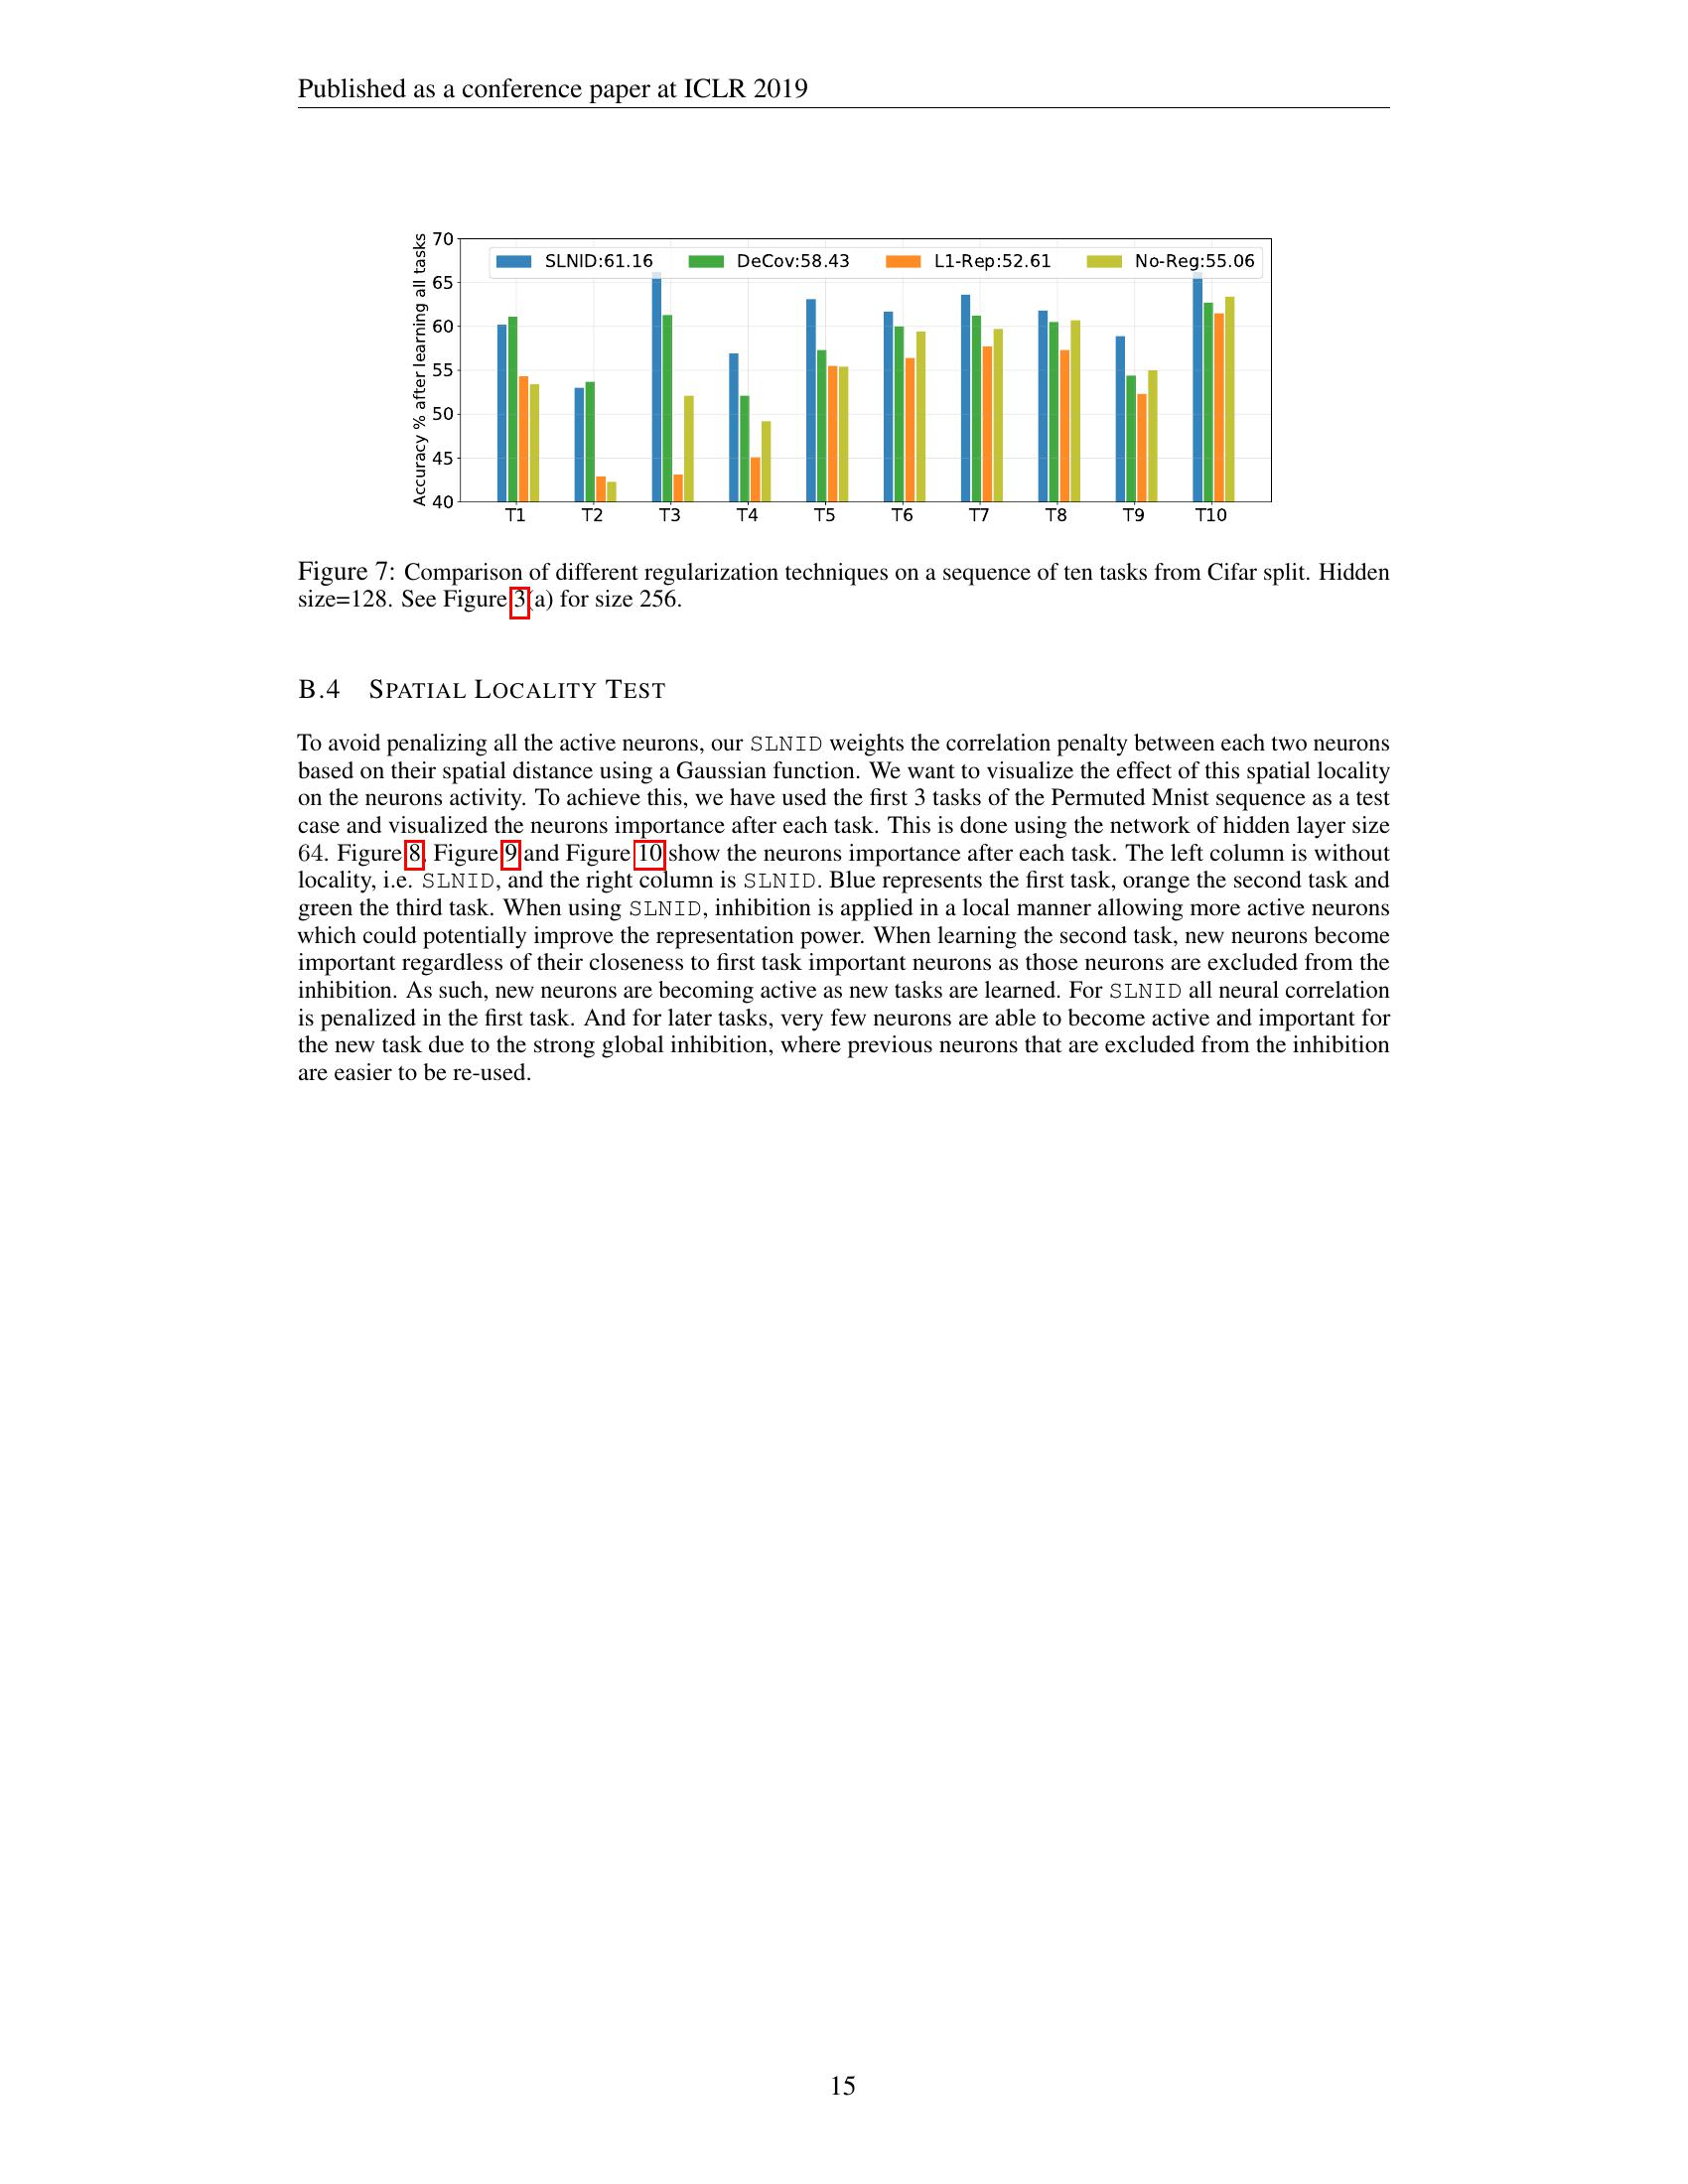 Published as a conference paper at ICLR 2019
Accuracy % after learning all tasks
70
65
60
55
50
45
40
SLNID:61.16 DeCov:58.43 L1-Rep:52.61 No-Reg:55.06
T1 T2 T3 T4 T5 T6 T7 T8 T9 T10
Figure 7: Comparison of different regularization techniques on a sequence of ten tasks from Cifar split. Hidden
size=128. See Figure 3(a) for size 256.
B.4 SPATIAL LOCALITY TEST
To avoid penalizing all the active neurons, our SLNID weights the correlation penalty between each two neurons
based on their spatial distance using a Gaussian function. We want to visualize the effect of this spatial locality
on the neurons activity. To achieve this, we have used the first 3 tasks of the Permuted Mnist sequence as a test
case and visualized the neurons importance after each task. This is done using the network of hidden layer size
64. Figure 8, Figure 9 and Figure 10 show the neurons importance after each task. The left column is without
locality, i.e. SLNID, and the right column is SLNID. Blue represents the first task, orange the second task and
green the third task. When using SLNID, inhibition is applied in a local manner allowing more active neurons
which could potentially improve the representation power. When learning the second task, new neurons become
important regardless of their closeness to first task important neurons as those neurons are excluded from the
inhibition. As such, new neurons are becoming active as new tasks are learned. For SLNID all neural correlation
is penalized in the first task. And for later tasks, very few neurons are able to become active and important for
the new task due to the strong global inhibition, where previous neurons that are excluded from the inhibition
are easier to be re-used.
15